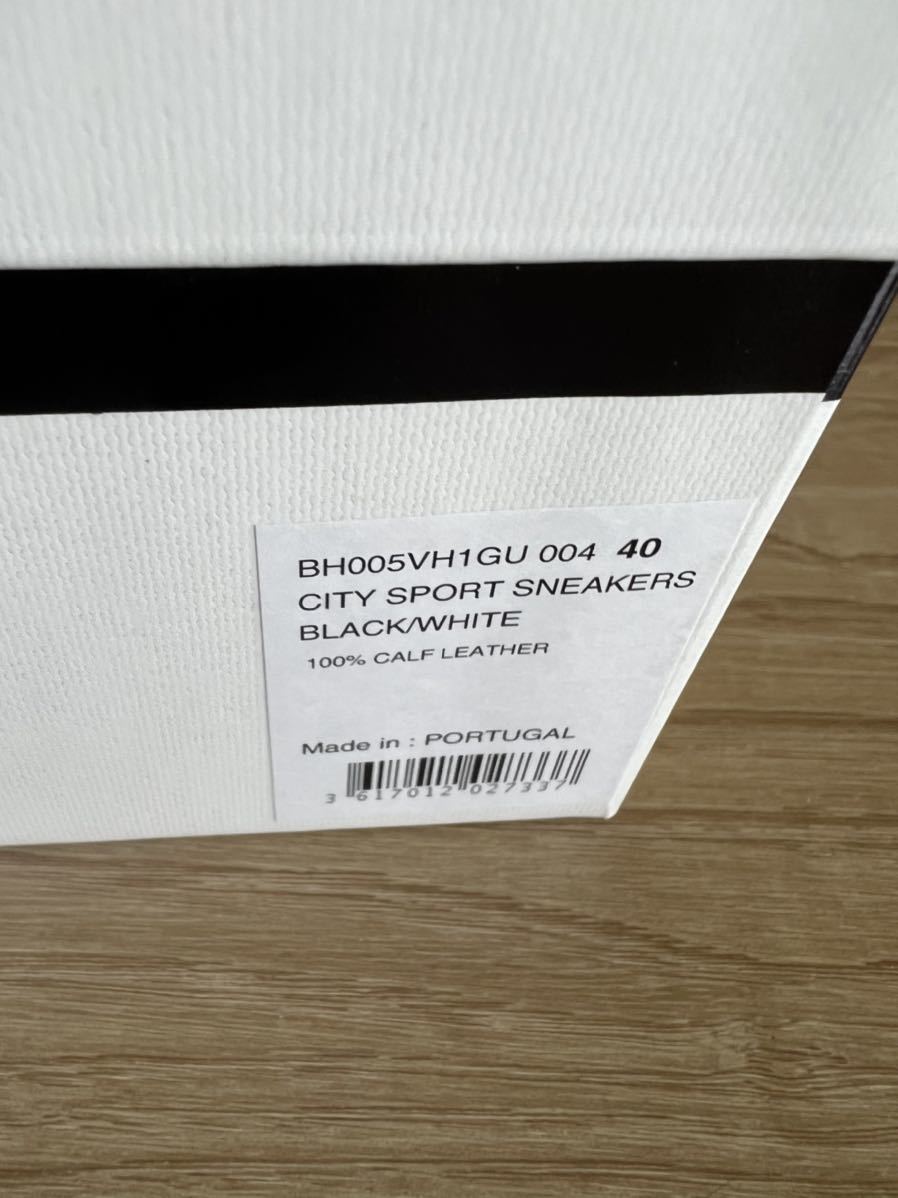 BH005VH1GU 004 40
CITY SPORT SNEAKERS
BLACK/WHITE
100% CALF LEATHER
Made in : PORTUGAL
3 617012 027337